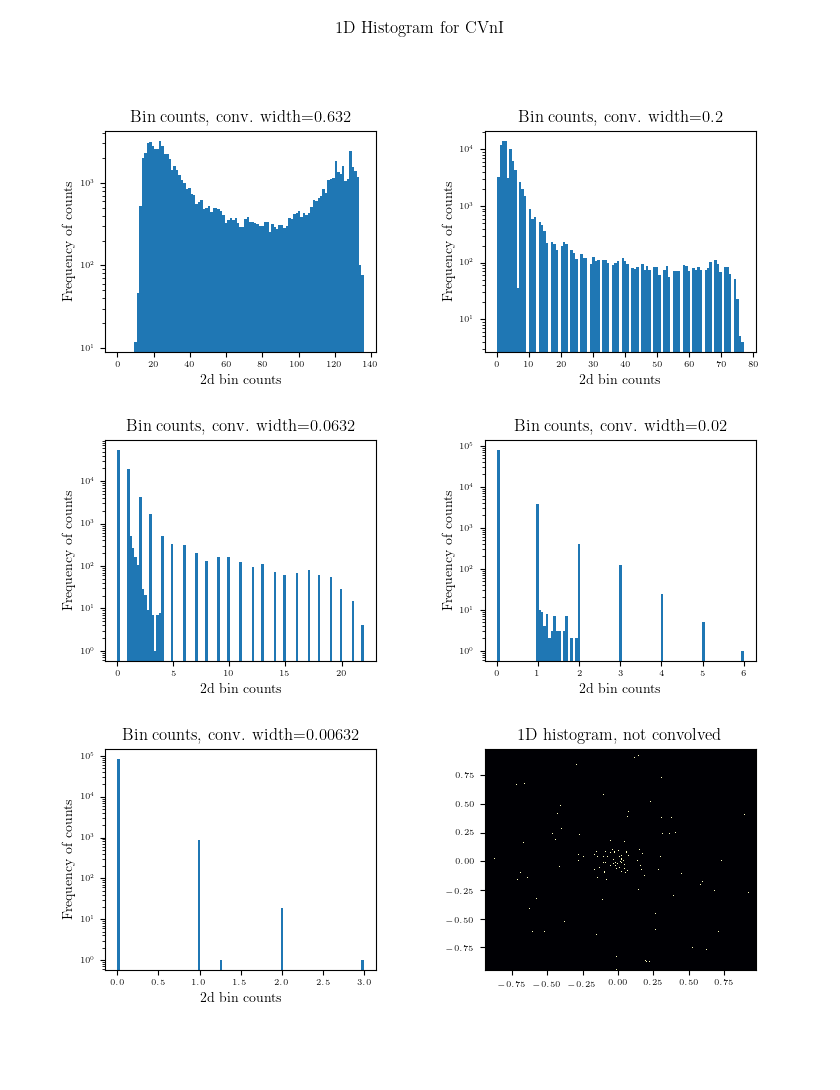 1D Histogram for CVnI
Bin counts, conv. width=0.632
Frequency of counts
10³
10²
10¹
0 20 40 60 80 100 120 140
2d bin counts
Bin counts, conv. width=0.2
Frequency of counts
10⁴
10³
10²
10¹
0 10 20 30 40 50 60 70 80
2d bin counts
Bin counts, conv. width=0.0632
Frequency of counts
10⁴
10³
10²
10¹
10⁰
0 5 10 15 20
2d bin counts
Bin counts, conv. width=0.02
Frequency of counts
10⁵
10⁴
10³
10²
10¹
10⁰
0 1 2 3 4 5 6
2d bin counts
Bin counts, conv. width=0.00632
Frequency of counts
10⁵
10⁴
10³
10²
10¹
10⁰
0.0 0.5 1.0 1.5 2.0 2.5 3.0
2d bin counts
1D histogram, not convolved
0.75
0.50
0.25
0.00
−0.25
−0.50
−0.75
−0.75 −0.50 −0.25 0.00 0.25 0.50 0.75